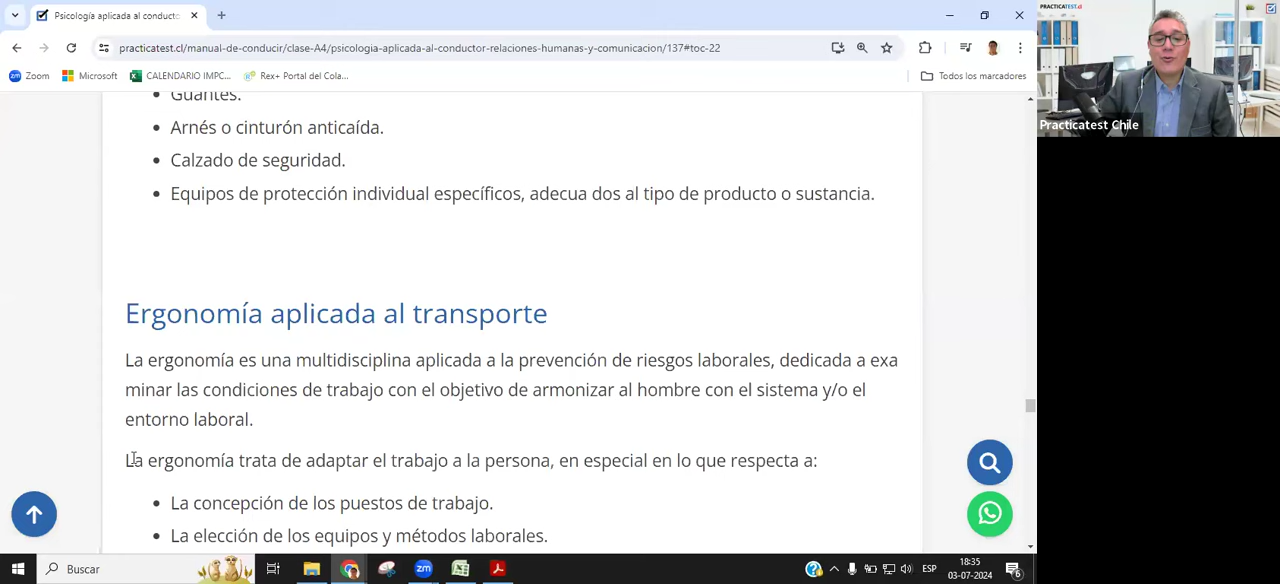 Psicología aplicada al conducto
practicatest.cl/manual-de-conducir/clase-A4/psicologia-aplicada-al-conductor-relaciones-humanas-y-comunicacion/137#toc-22
Zoom
Microsoft
CALENDARIO IMPC...
Rex+ Portal del Cola...
Todos los marcadores
PRACTICATEST.cl
Practicatest Chile
Guantes.
Arnés o cinturón anticaída.
Calzado de seguridad.
Equipos de protección individual específicos, adecua dos al tipo de producto o sustancia.
Ergonomía aplicada al transporte
La ergonomía es una multidisciplina aplicada a la prevención de riesgos laborales, dedicada a exa
minar las condiciones de trabajo con el objetivo de armonizar al hombre con el sistema y/o el
entorno laboral.
La ergonomía trata de adaptar el trabajo a la persona, en especial en lo que respecta a:
La concepción de los puestos de trabajo.
La elección de los equipos y métodos laborales.
Buscar
zm
zm
ESP
18:35
03-07-2024
6